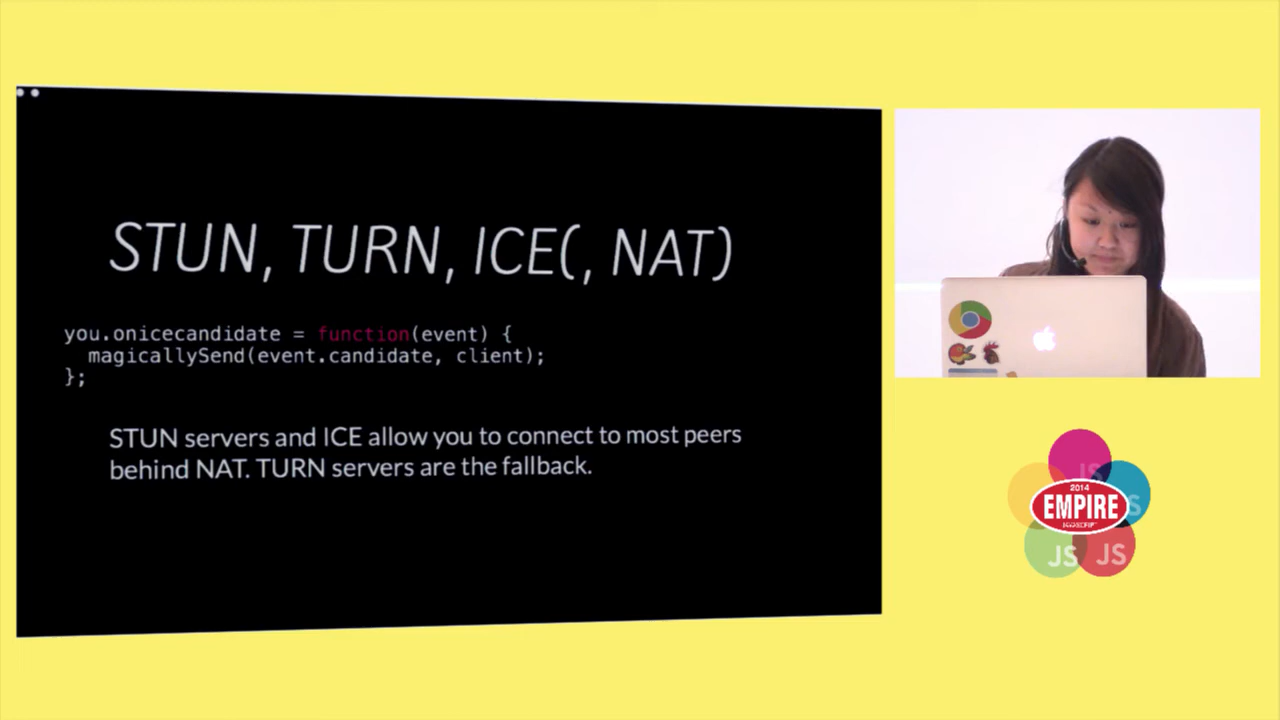 STUN, TURN, ICE(, NAT)
you.onicecandidate = function(event) {
magicallySend(event.candidate, client);
};
STUN servers and ICE allow you to connect to most peers
behind NAT. TURN servers are the fallback.
JS
2014
EMPIRE
JAVASCRIPT
JS
JS
JS